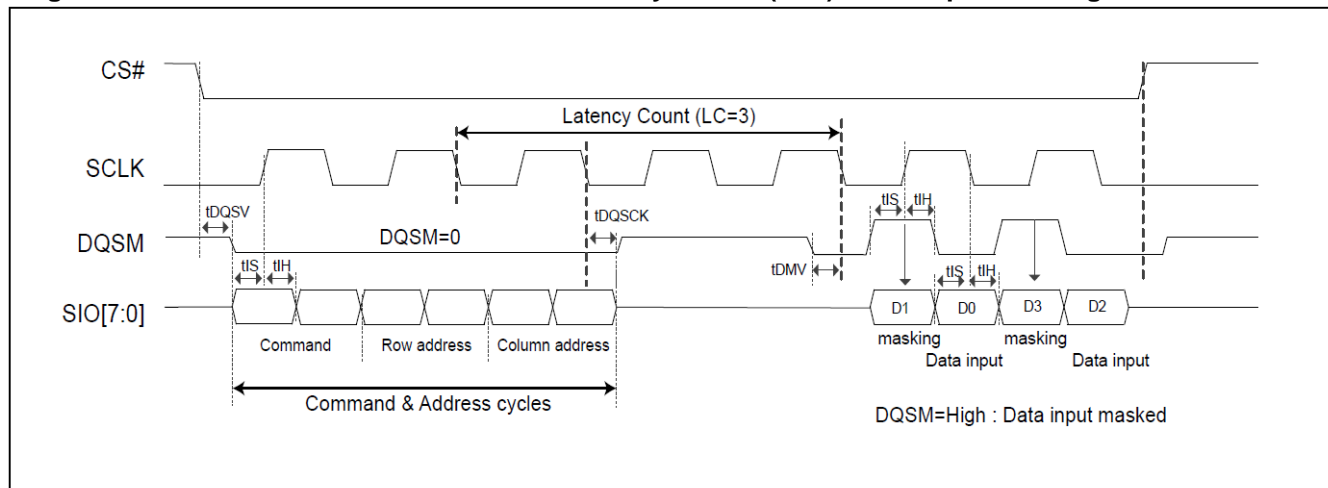 CS#
Latency Count (LC=3)
SCLK
tDQSV
tDQSCK
tIS
tIH
DQSM
DQSM=0
tDMV
tIS
tIH
tIS
tIH
SIO[7:0]
D1
D0
D3
D2
Command
Row address
Column address
masking
masking
Data input
Data input
Command & Address cycles
DQSM=High : Data input masked